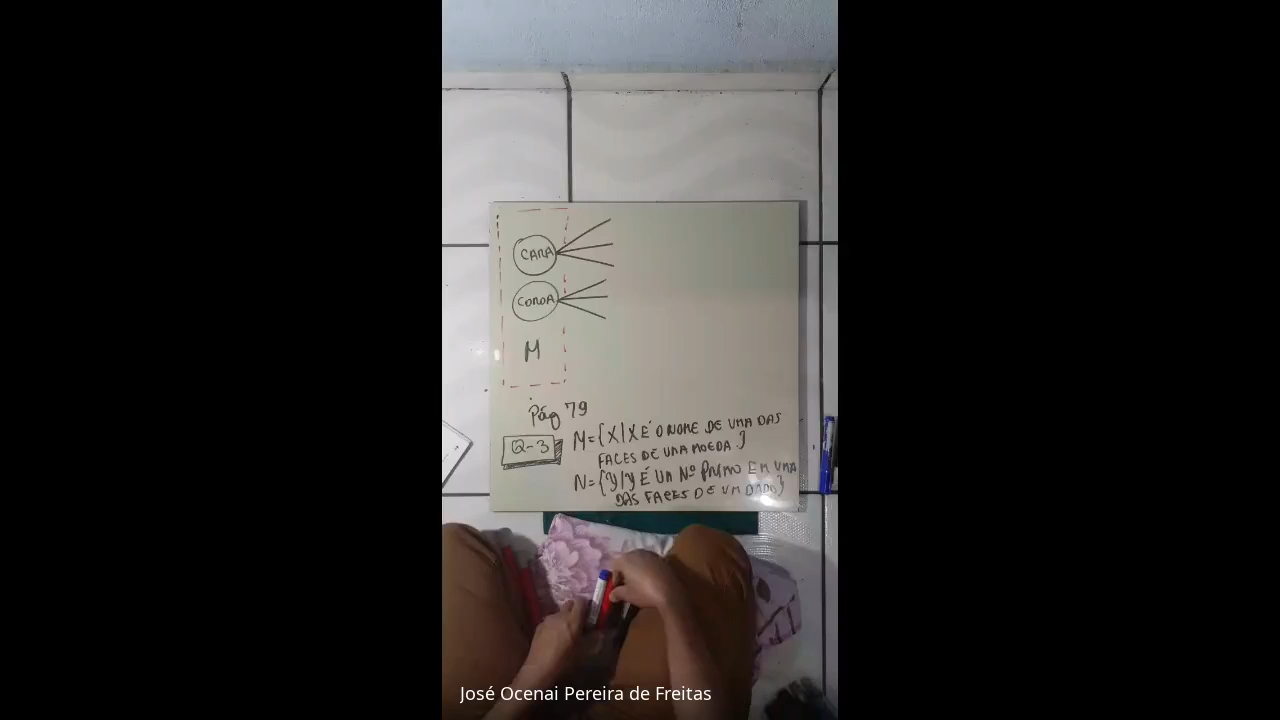 CARA
COROA
M
Pág 79
Q-3
M={X|X É O NOME DE UMA DAS
FACES DE UMA MOEDA.}
N={Y|Y É UM Nº PRIMO EM UMA
DAS FACES DE UM DADO}
José Ocenai Pereira de Freitas